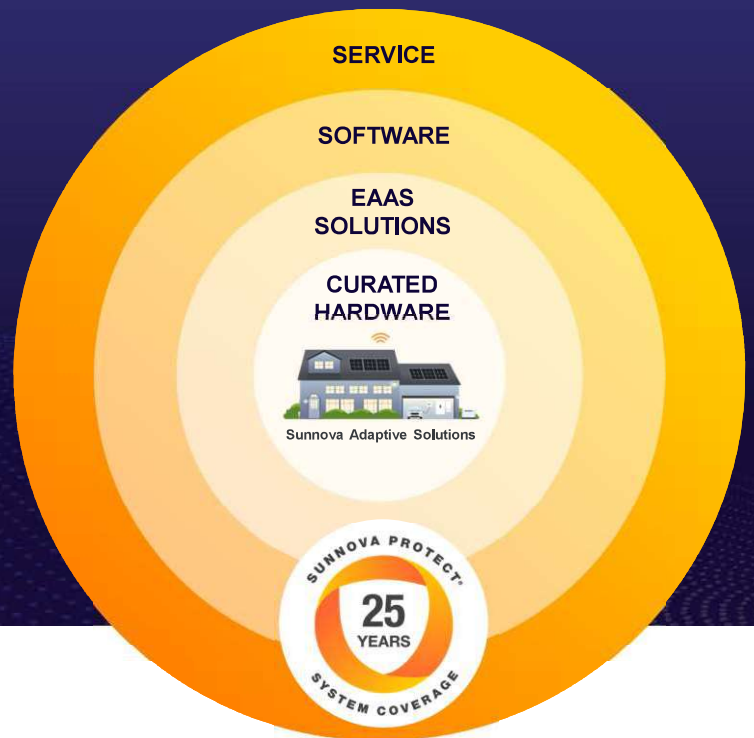 SERVICE
SOFTWARE
EAAS
SOLUTIONS
CURATED
HARDWARE
Sunnova Adaptive Solutions
SUNNOVA PROTECT®
25
YEARS
SYSTEM COVERAGE